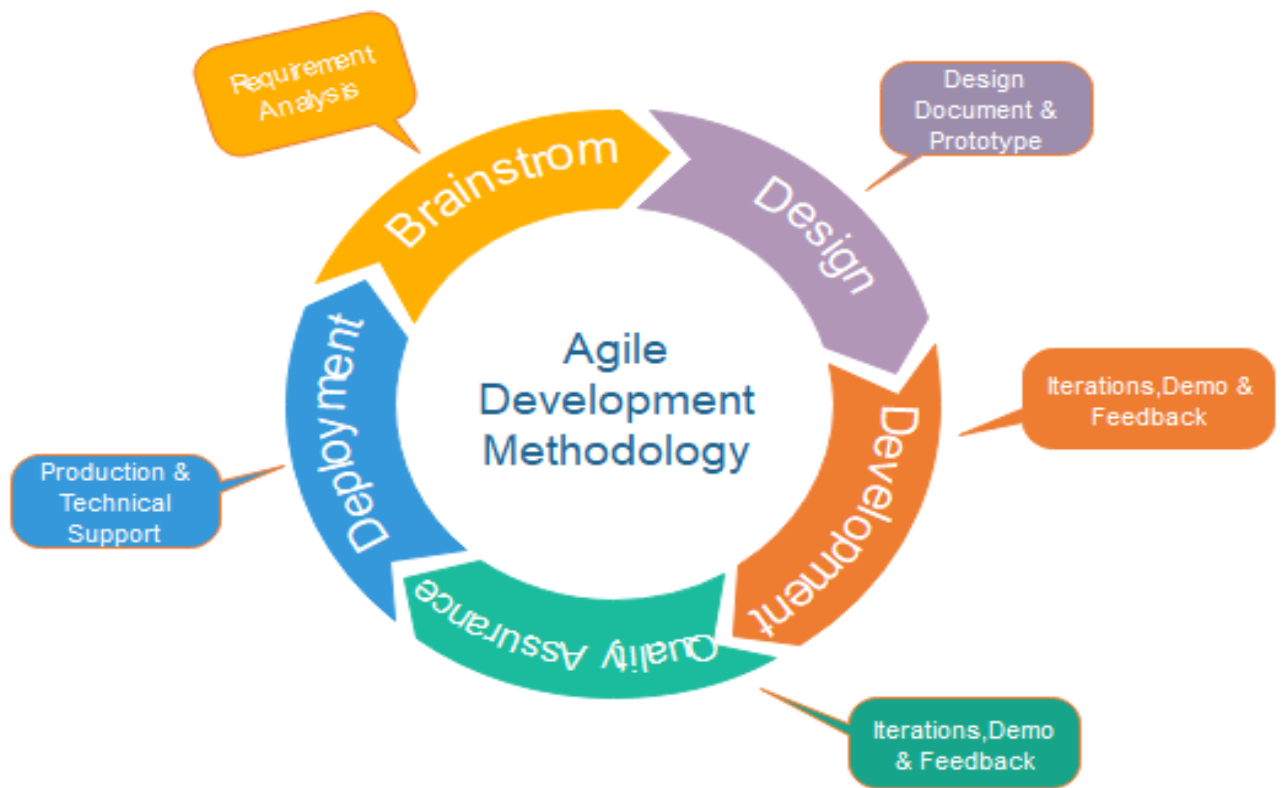 Requirement
Analysis
Brainstrom
Design
Document &
Prototype
Design
Iterations,Demo &
Feedback
Development
Iterations,Demo
& Feedback
Quality Assurance
Production &
Technical
Support
Deployment
Agile
Development
Methodology